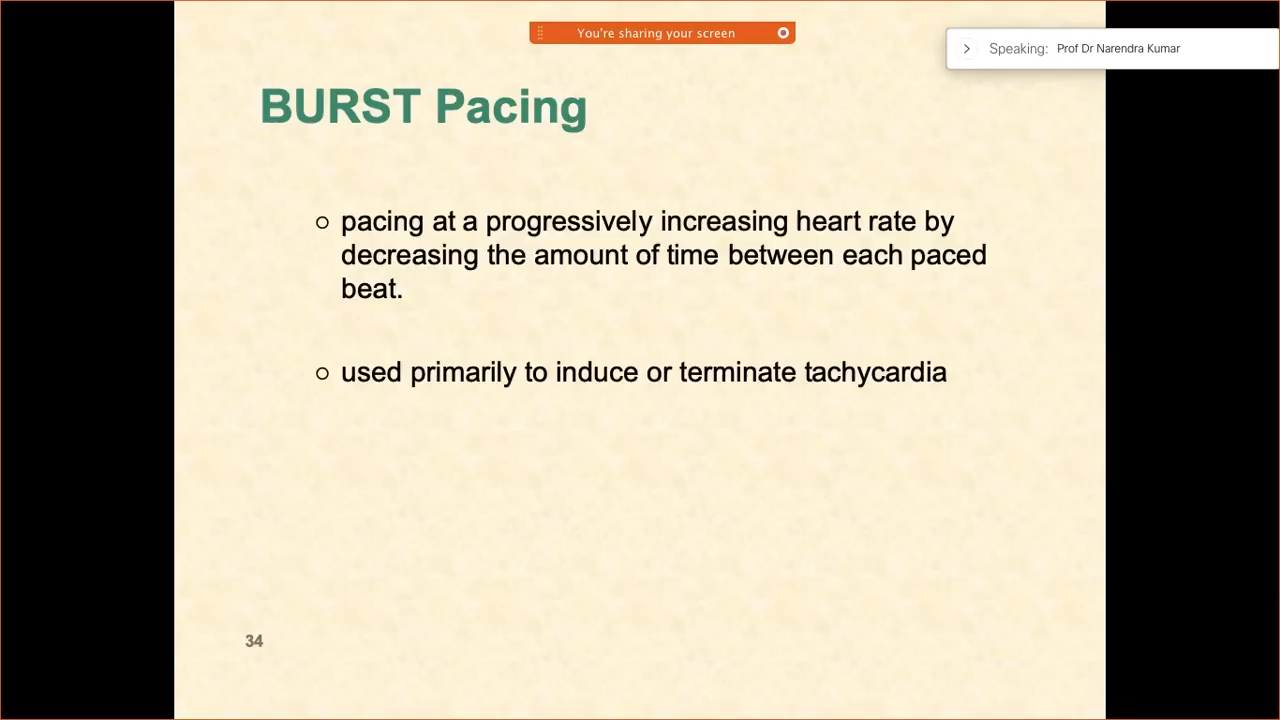 You're sharing your screen
Speaking: Prof Dr Narendra Kumar
BURST Pacing
pacing at a progressively increasing heart rate by
decreasing the amount of time between each paced
beat.
used primarily to induce or terminate tachycardia
34